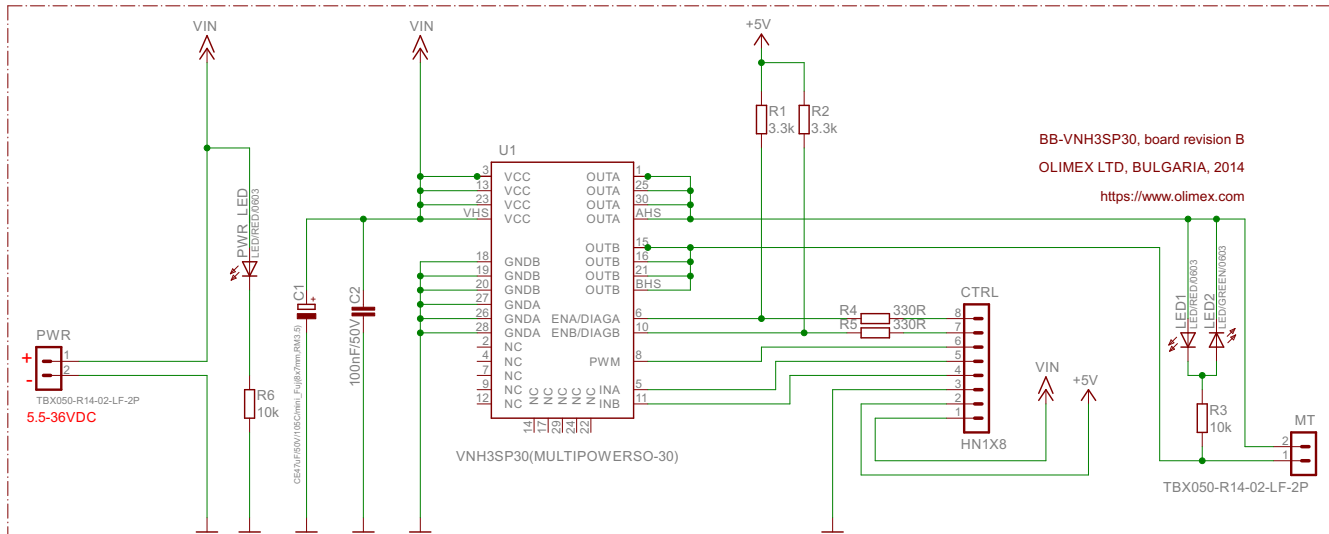 VIN
VIN
+5V
R1
3.3k
R2
3.3k
BB-VNH3SP30, board revision B
OLIMEX LTD, BULGARIA, 2014
https://www.olimex.com
U1
3
VCC
OUTA
1
13
VCC
OUTA
25
23
VCC
OUTA
30
VHS
VCC
OUTA
AHS
OUTB
15
18
GNDB
OUTB
16
19
GNDB
OUTB
21
20
GNDB
OUTB
BHS
27
GNDA
26
GNDA
ENA/DIAGA
6
28
GNDA
ENB/DIAGB
10
2
NC
4
NC
PWM
8
7
NC
9
NC
INA
5
12
NC
INB
11
NC
NC
NC
NC
NC
14
17
29
24
22
VNH3SP30(MULTIPOWERSO-30)
PWR LED
LED/RED/0603
C1
+
CE47uF/50V/105C/mini_Fuj(8x7mm,RM3.5)
C2
100nF/50V
PWR
+
1
-
2
TBX050-R14-02-LF-2P
5.5-36VDC
R6
10k
R4
330R
R5
330R
CTRL
8
7
6
5
4
3
2
1
HN1X8
VIN
+5V
LED1
LED/RED/0603
LED2
LED/GREEN/0603
R3
10k
MT
2
1
TBX050-R14-02-LF-2P